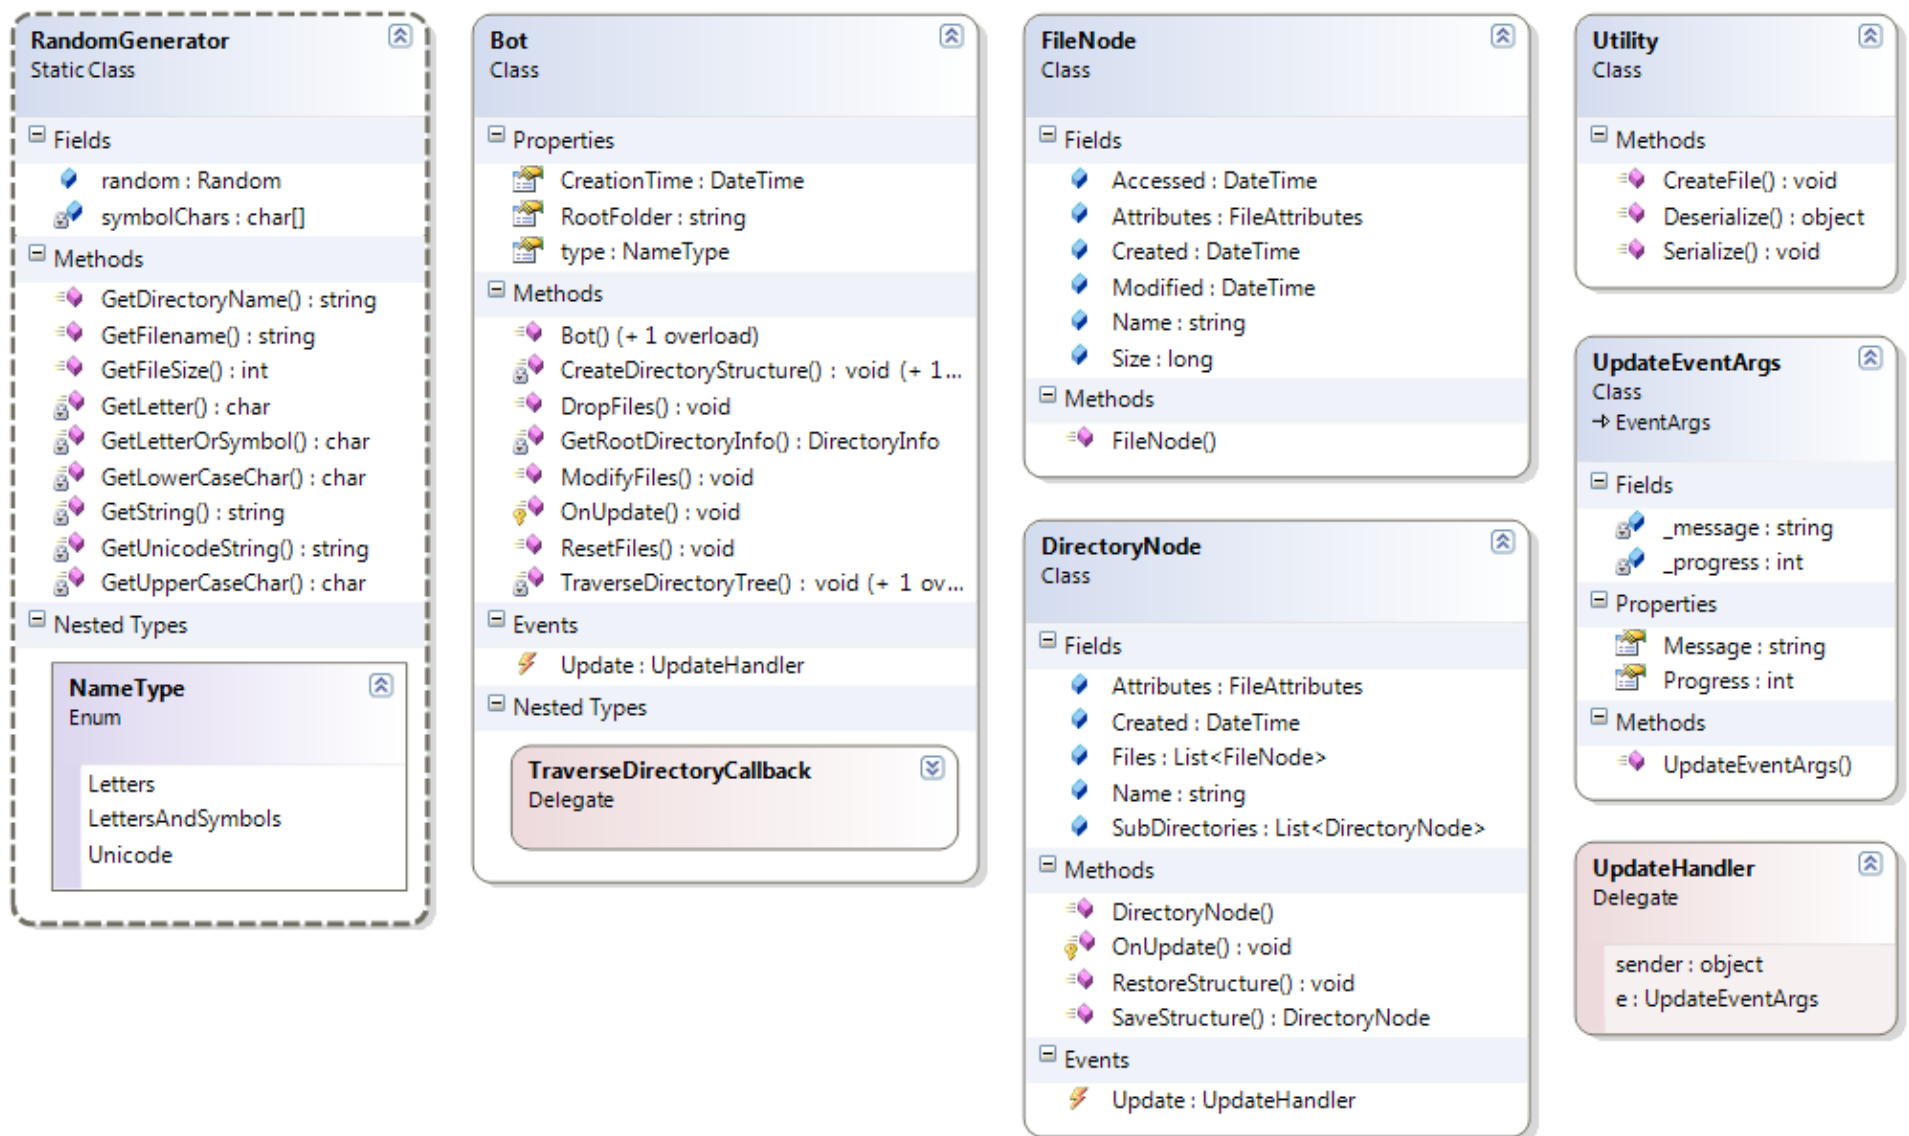 RandomGenerator
Static Class
Fields
random : Random
symbolChars : char[]
Methods
GetDirectoryName() : string
GetFilename() : string
GetFileSize() : int
GetLetter() : char
GetLetterOrSymbol() : char
GetLowerCaseChar() : char
GetString() : string
GetUnicodeString() : string
GetUpperCaseChar() : char
Nested Types
NameType
Enum
Letters
LettersAndSymbols
Unicode
Bot
Class
Properties
CreationTime : DateTime
RootFolder : string
type : NameType
Methods
Bot() (+ 1 overload)
CreateDirectoryStructure() : void (+ 1...
DropFiles() : void
GetRootDirectoryInfo() : DirectoryInfo
ModifyFiles() : void
OnUpdate() : void
ResetFiles() : void
TraverseDirectoryTree() : void (+ 1 ov...
Events
Update : UpdateHandler
Nested Types
TraverseDirectoryCallback
Delegate
FileNode
Class
Fields
Accessed : DateTime
Attributes : FileAttributes
Created : DateTime
Modified : DateTime
Name : string
Size : long
Methods
FileNode()
DirectoryNode
Class
Fields
Attributes : FileAttributes
Created : DateTime
Files : List<FileNode>
Name : string
SubDirectories : List<DirectoryNode>
Methods
DirectoryNode()
OnUpdate() : void
RestoreStructure() : void
SaveStructure() : DirectoryNode
Events
Update : UpdateHandler
Utility
Class
Methods
CreateFile() : void
Deserialize() : object
Serialize() : void
UpdateEventArgs
Class
EventArgs
Fields
_message : string
_progress : int
Properties
Message : string
Progress : int
Methods
UpdateEventArgs()
UpdateHandler
Delegate
sender : object
e : UpdateEventArgs